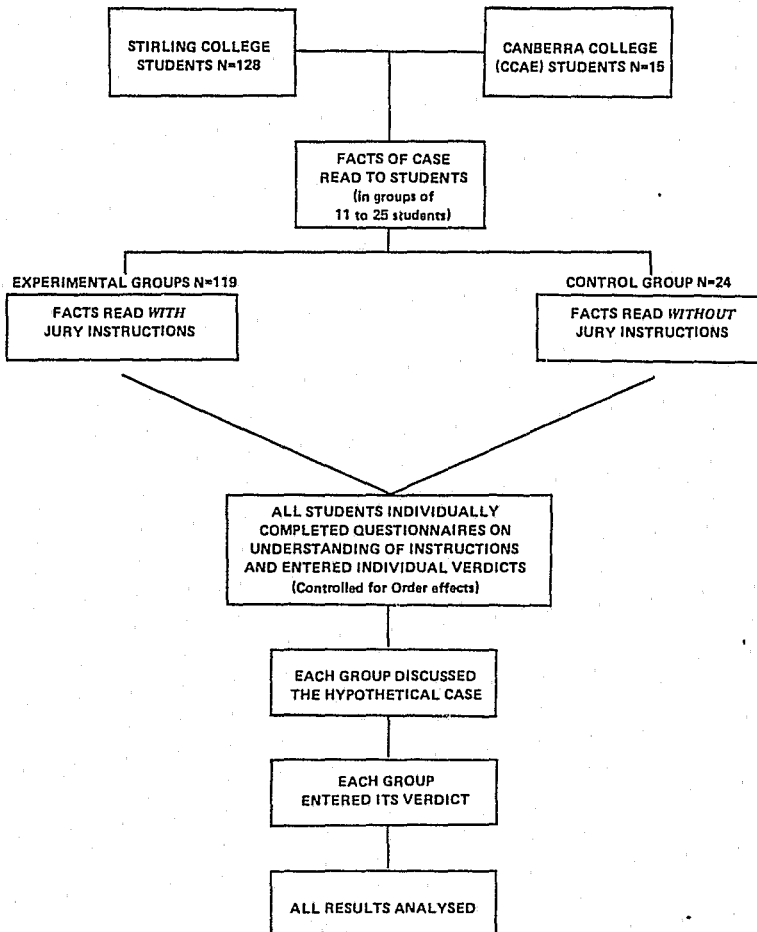 STIRLING COLLEGE
STUDENTS N=128
CANBERRA COLLEGE
(CCAE) STUDENTS N=15
FACTS OF CASE
READ TO STUDENTS
(in groups of
11 to 25 students)
EXPERIMENTAL GROUPS N=119
FACTS READ WITH
JURY INSTRUCTIONS
CONTROL GROUP N=24
FACTS READ WITHOUT
JURY INSTRUCTIONS
ALL STUDENTS INDIVIDUALLY
COMPLETED QUESTIONNAIRES ON
UNDERSTANDING OF INSTRUCTIONS
AND ENTERED INDIVIDUAL VERDICTS
(Controlled for Order effects)
EACH GROUP DISCUSSED
THE HYPOTHETICAL CASE
EACH GROUP
ENTERED ITS VERDICT
ALL RESULTS ANALYSED